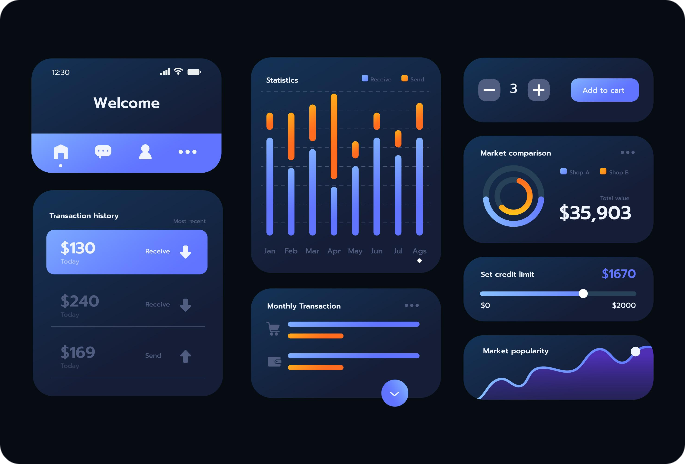 12:30
Welcome
Transaction history
Most recent
$130
Today
Receive
$240
Today
Receive
$169
Today
Send
Statistics
Receive
Send
Jan Feb Mar Apr May Jun Jul Ags
Monthly Transaction
3
Add to cart
Market comparison
Shop A
Shop B
Total value
$35,903
Set credit limit
$1670
$0
$2000
Market popularity